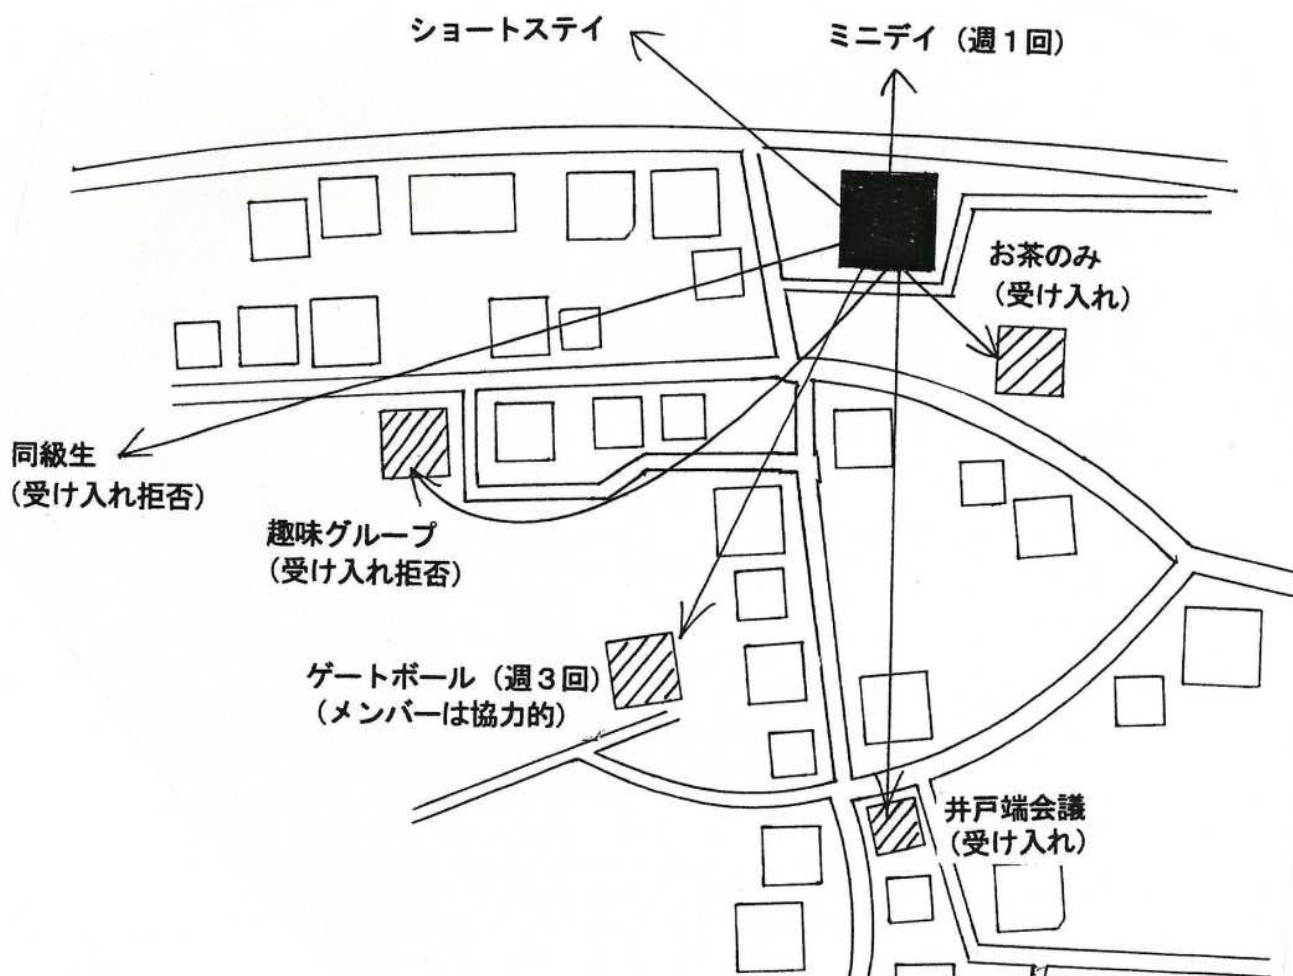 ショートステイ
ミニデイ（週１回）
お茶のみ
（受け入れ）
同級生
（受け入れ拒否）
趣味グループ
（受け入れ拒否）
ゲートボール（週３回）
（メンバーは協力的）
井戸端会議
（受け入れ）